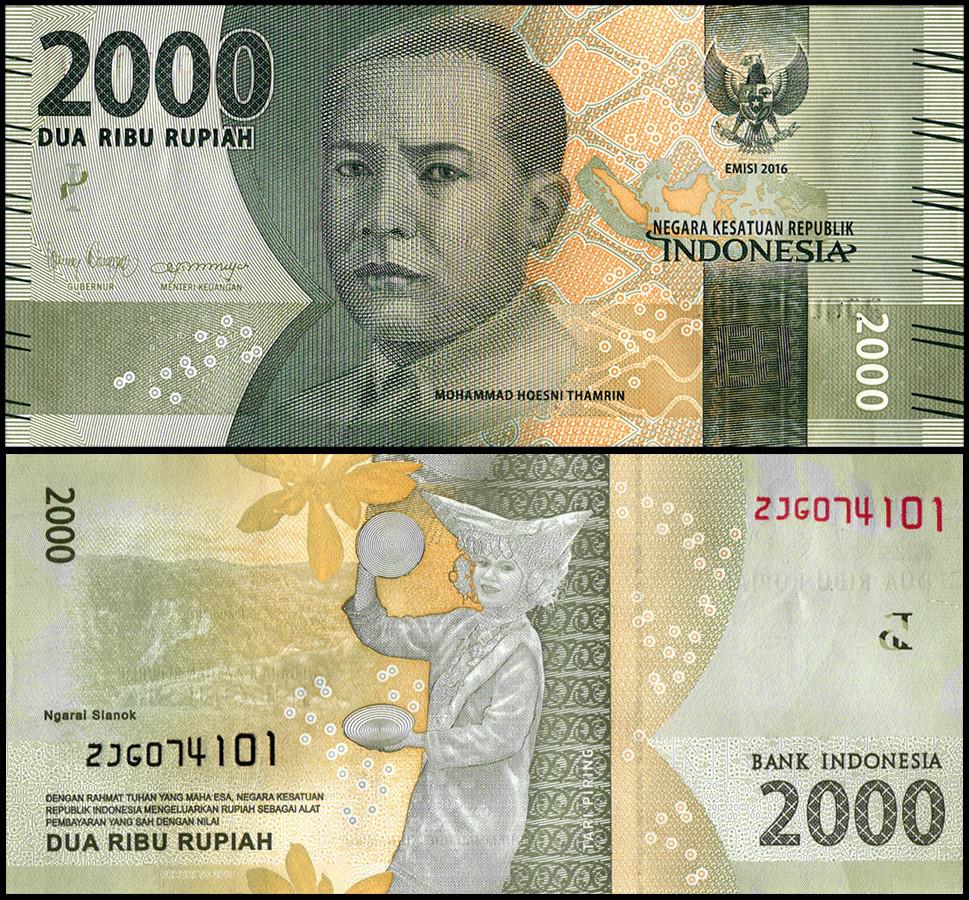 2000
DUA RIBU RUPIAH
GUBERNUR
MENTERI KEUANGAN
MOHAMMAD HOESNI THAMRIN
EMISI 2016
NEGARA KESATUAN REPUBLIK
INDONESIA
BI
2000
2000
Ngarai Sianok
ZJG074101
DENGAN RAHMAT TUHAN YANG MAHA ESA, NEGARA KESATUAN
REPUBLIK INDONESIA MENGELUARKAN RUPIAH SEBAGAI ALAT
PEMBAYARAN YANG SAH DENGAN NILAI
DUA RIBU RUPIAH
TARI PIRING
ZJG074101
BANK INDONESIA
2000